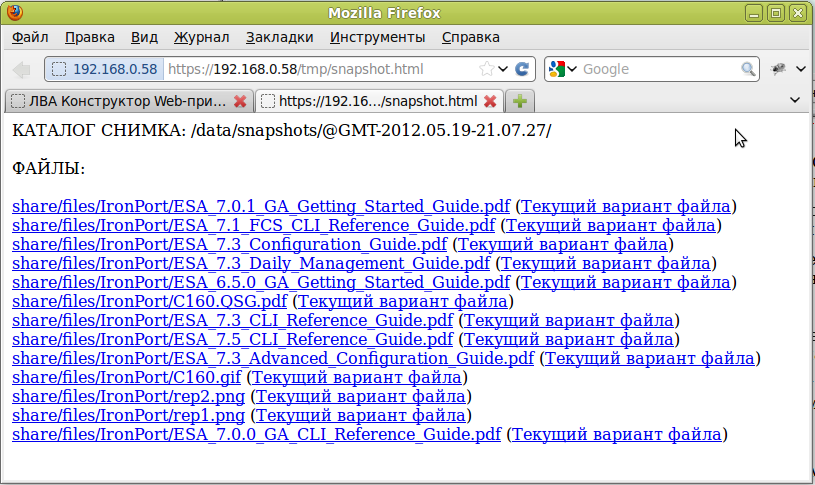 Mozilla Firefox
Файл Правка Вид Журнал Закладки Инструменты Справка
192.168.0.58 https://192.168.0.58/tmp/snapshot.html Google
ЛВА Конструктор Web-при... https://192.16.../snapshot.html
КАТАЛОГ СНИМКА: /data/snapshots/@GMT-2012.05.19-21.07.27/
ФАЙЛЫ:
share/files/IronPort/ESA_7.0.1_GA_Getting_Started_Guide.pdf (Текущий вариант файла)
share/files/IronPort/ESA_7.1_FCS_CLI_Reference_Guide.pdf (Текущий вариант файла)
share/files/IronPort/ESA_7.3_Configuration_Guide.pdf (Текущий вариант файла)
share/files/IronPort/ESA_7.3_Daily_Management_Guide.pdf (Текущий вариант файла)
share/files/IronPort/ESA_6.5.0_GA_Getting_Started_Guide.pdf (Текущий вариант файла)
share/files/IronPort/C160.QSG.pdf (Текущий вариант файла)
share/files/IronPort/ESA_7.3_CLI_Reference_Guide.pdf (Текущий вариант файла)
share/files/IronPort/ESA_7.5_CLI_Reference_Guide.pdf (Текущий вариант файла)
share/files/IronPort/ESA_7.3_Advanced_Configuration_Guide.pdf (Текущий вариант файла)
share/files/IronPort/C160.gif (Текущий вариант файла)
share/files/IronPort/rep2.png (Текущий вариант файла)
share/files/IronPort/rep1.png (Текущий вариант файла)
share/files/IronPort/ESA_7.0.0_GA_CLI_Reference_Guide.pdf (Текущий вариант файла)